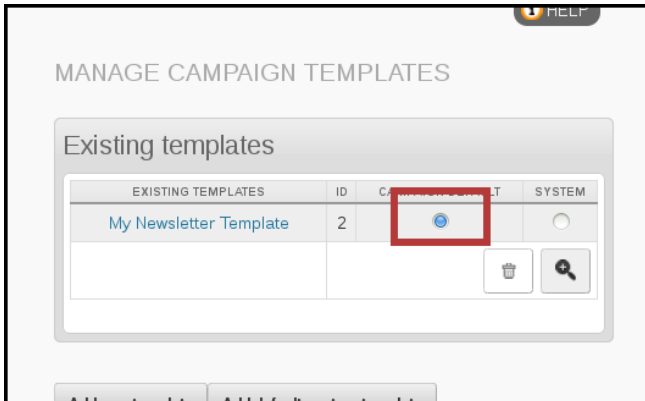 HELP
MANAGE CAMPAIGN TEMPLATES
Existing templates
EXISTING TEMPLATES ID SYSTEM
My Newsletter Template 2